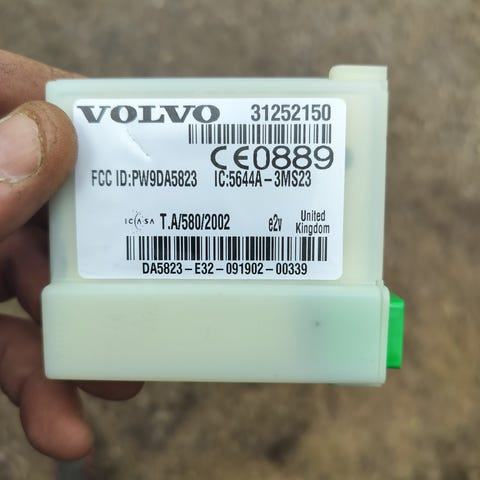 VOLVO 31252150
CE0889
FCC ID:PW9DA5823 IC:5644A-3MS23
ICASA T.A/580/2002 e2v United Kingdom
DA5823-E32-091902-00339